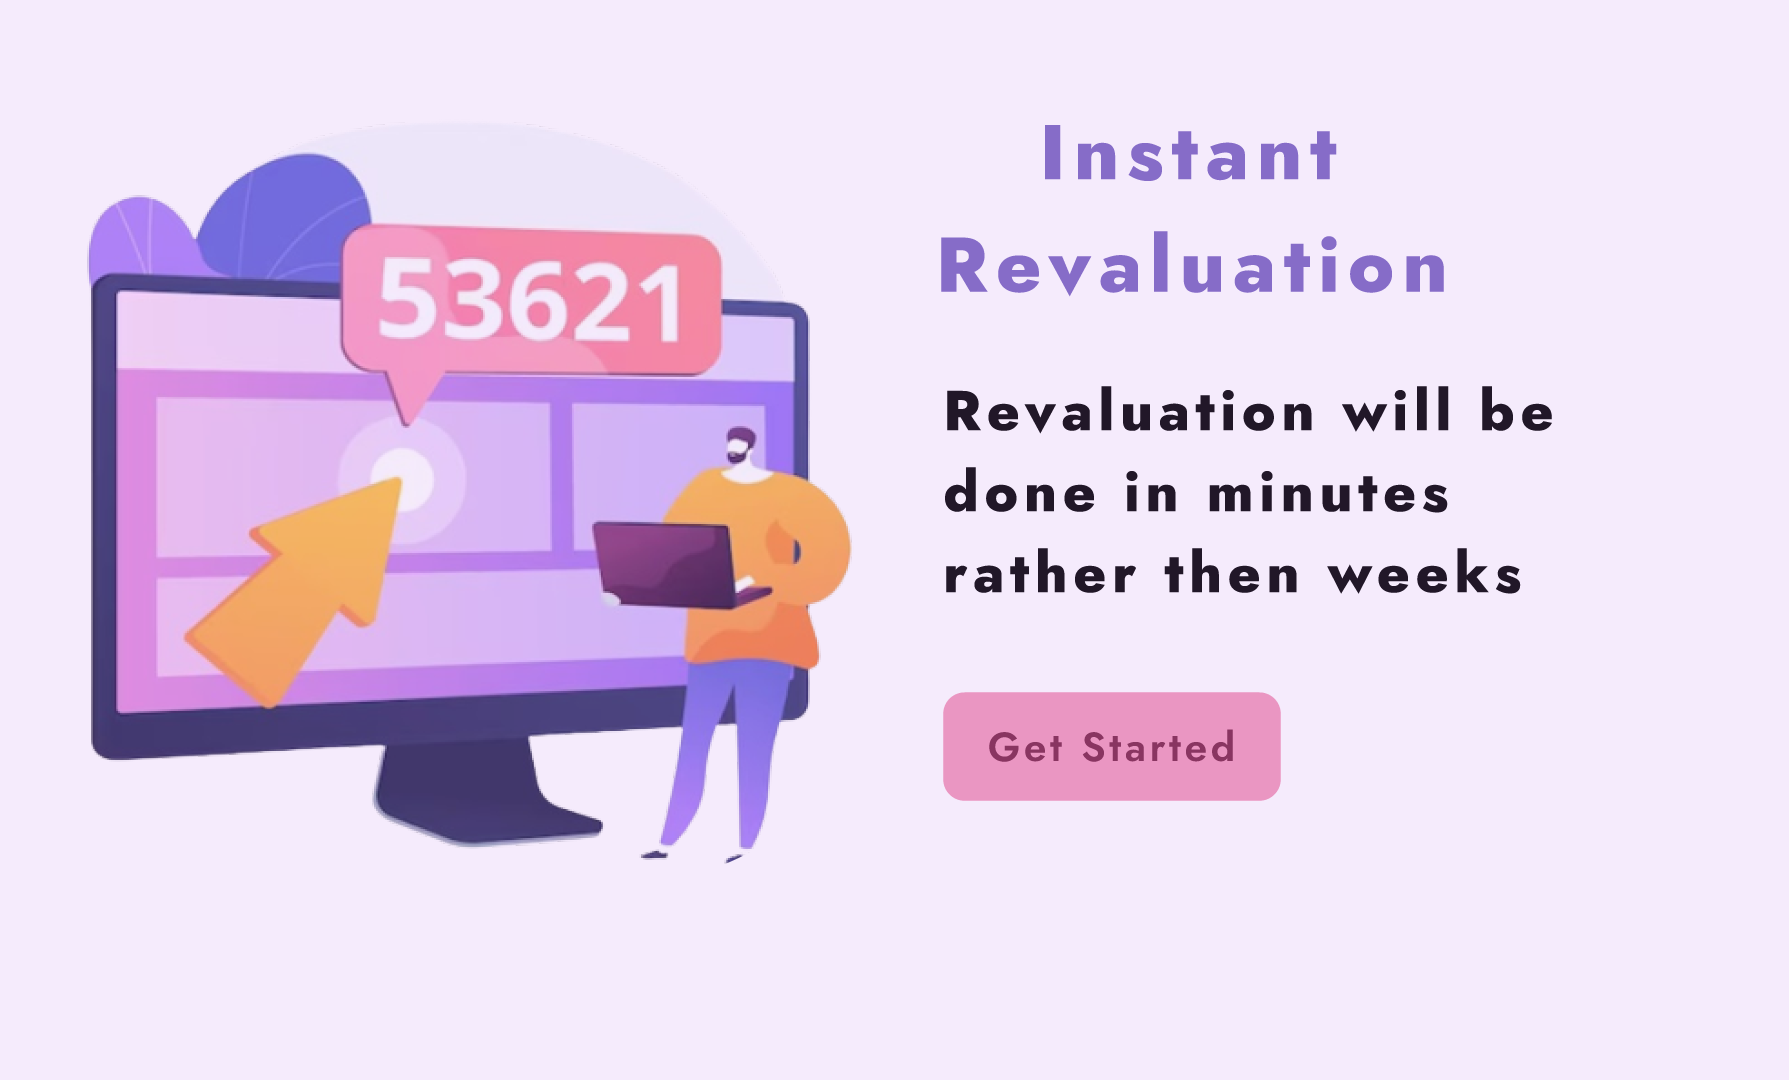 53621
Instant
Revaluation
Revaluation will be
done in minutes
rather then weeks
Get Started